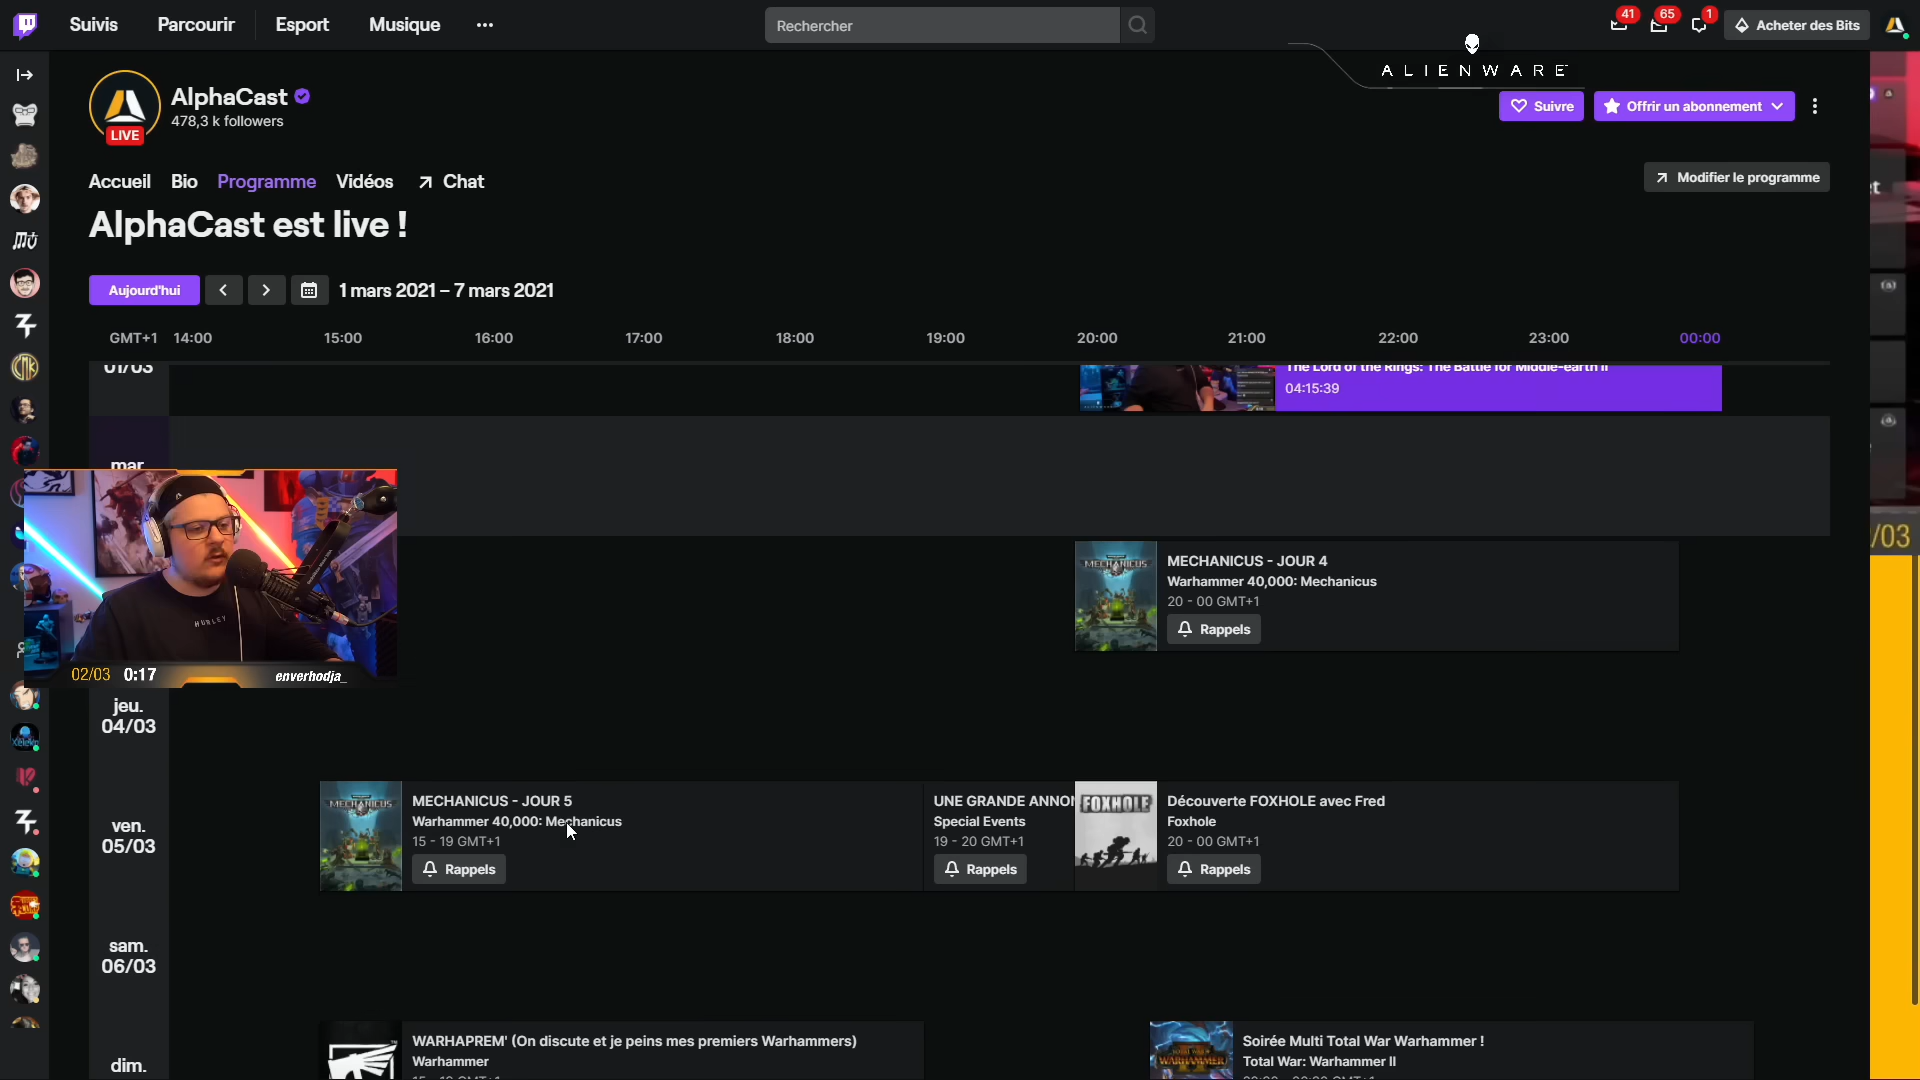 Suivis
Parcourir
Esport
Musique
Rechercher
41
65
1
Acheter des Bits
ALIENWARE
AlphaCast
478,3 k followers
LIVE
Suivre
Offrir un abonnement
Accueil
Bio
Programme
Vidéos
Chat
Modifier le programme
AlphaCast est live !
Aujourd'hui
1 mars 2021 – 7 mars 2021
GMT+1
14:00
15:00
16:00
17:00
18:00
19:00
20:00
21:00
22:00
23:00
00:00
01/03
The Lord of the Rings: The Battle for Middle-earth II
04:15:39
mar.
MECHANICUS
MECHANICUS - JOUR 4
Warhammer 40,000: Mechanicus
20 - 00 GMT+1
Rappels
/03
HURLEY
02/03
0:17
enverhodja_
jeu.
04/03
ven.
05/03
MECHANICUS
MECHANICUS - JOUR 5
Warhammer 40,000: Mechanicus
15 - 19 GMT+1
Rappels
UNE GRANDE ANNO
Special Events
19 - 20 GMT+1
Rappels
FOXHOLE
Découverte FOXHOLE avec Fred
Foxhole
20 - 00 GMT+1
Rappels
sam.
06/03
dim.
WARHAPREM' (On discute et je peins mes premiers Warhammers)
Warhammer
TOTAL WAR
WARHAMMER
Soirée Multi Total War Warhammer !
Total War: Warhammer II